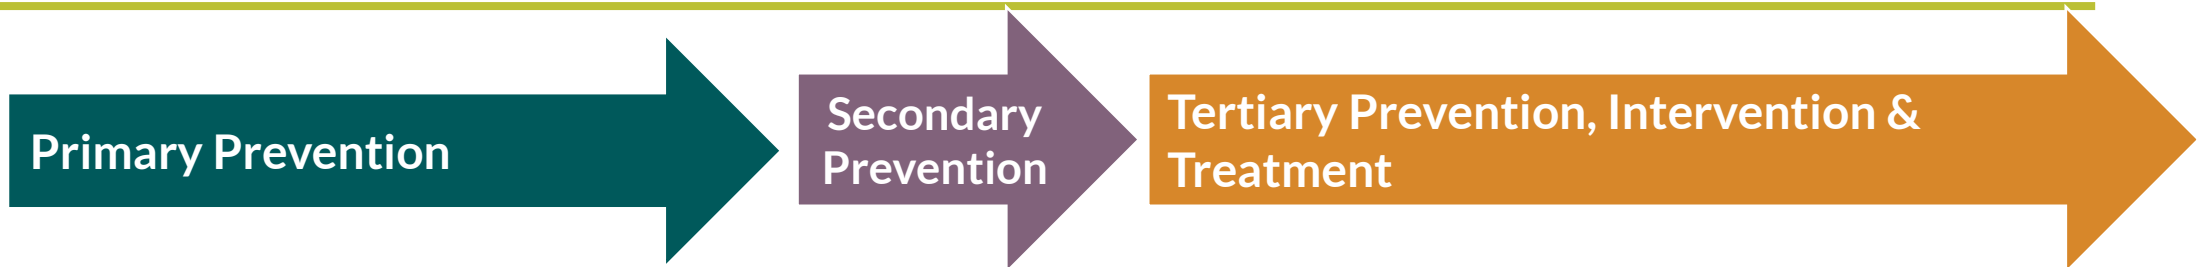 Primary Prevention
Secondary
Prevention
Tertiary Prevention, Intervention &
Treatment